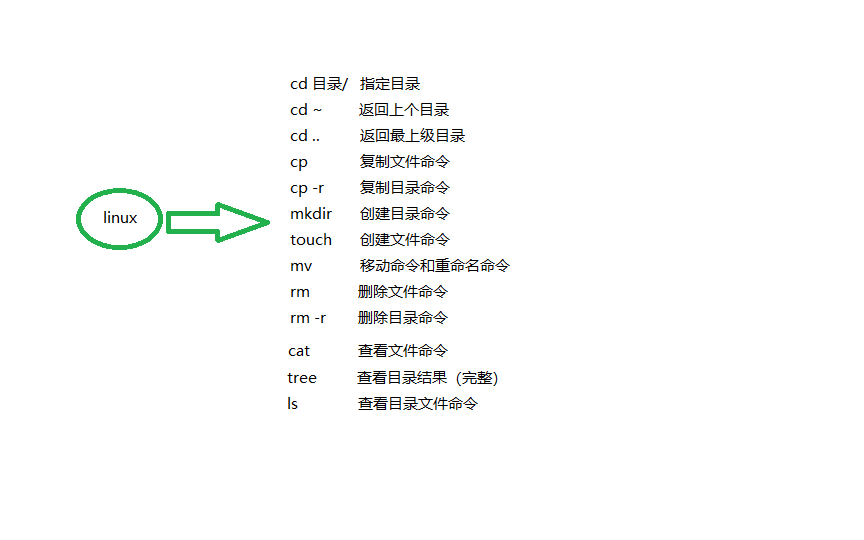 cd 目录/ 指定目录
cd ~ 返回上个目录
cd .. 返回最上级目录
cp 复制文件命令
cp -r 复制目录命令
linux
mkdir 创建目录命令
touch 创建文件命令
mv 移动命令和重命名命令
rm 删除文件命令
rm -r 删除目录命令
cat 查看文件命令
tree 查看目录结果（完整）
ls 查看目录文件命令